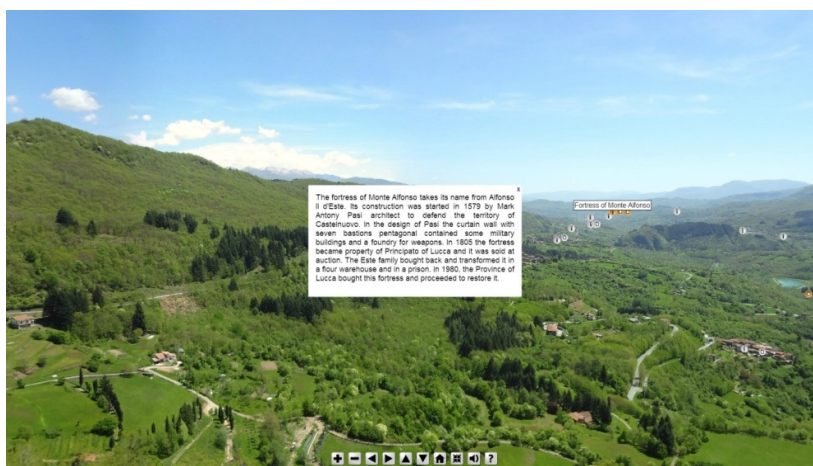 x
The fortress of Monte Alfonso takes its name from Alfonso
II d'Este. Its construction was started in 1579 by Mark
Antony Pasi architect to defend the territory of
Castelnuovo. In the design of Pasi the curtain wall with
seven bastions pentagonal contained some military
buildings and a foundry for weapons. In 1805 the fortress
became property of Principato of Lucca and it was sold at
auction. The Este family bought back and transformed it in
a flour warehouse and in a prison. In 1980, the Province of
Lucca bought this fortress and proceeded to restore it.
Fortress of Monte Alfonso
?